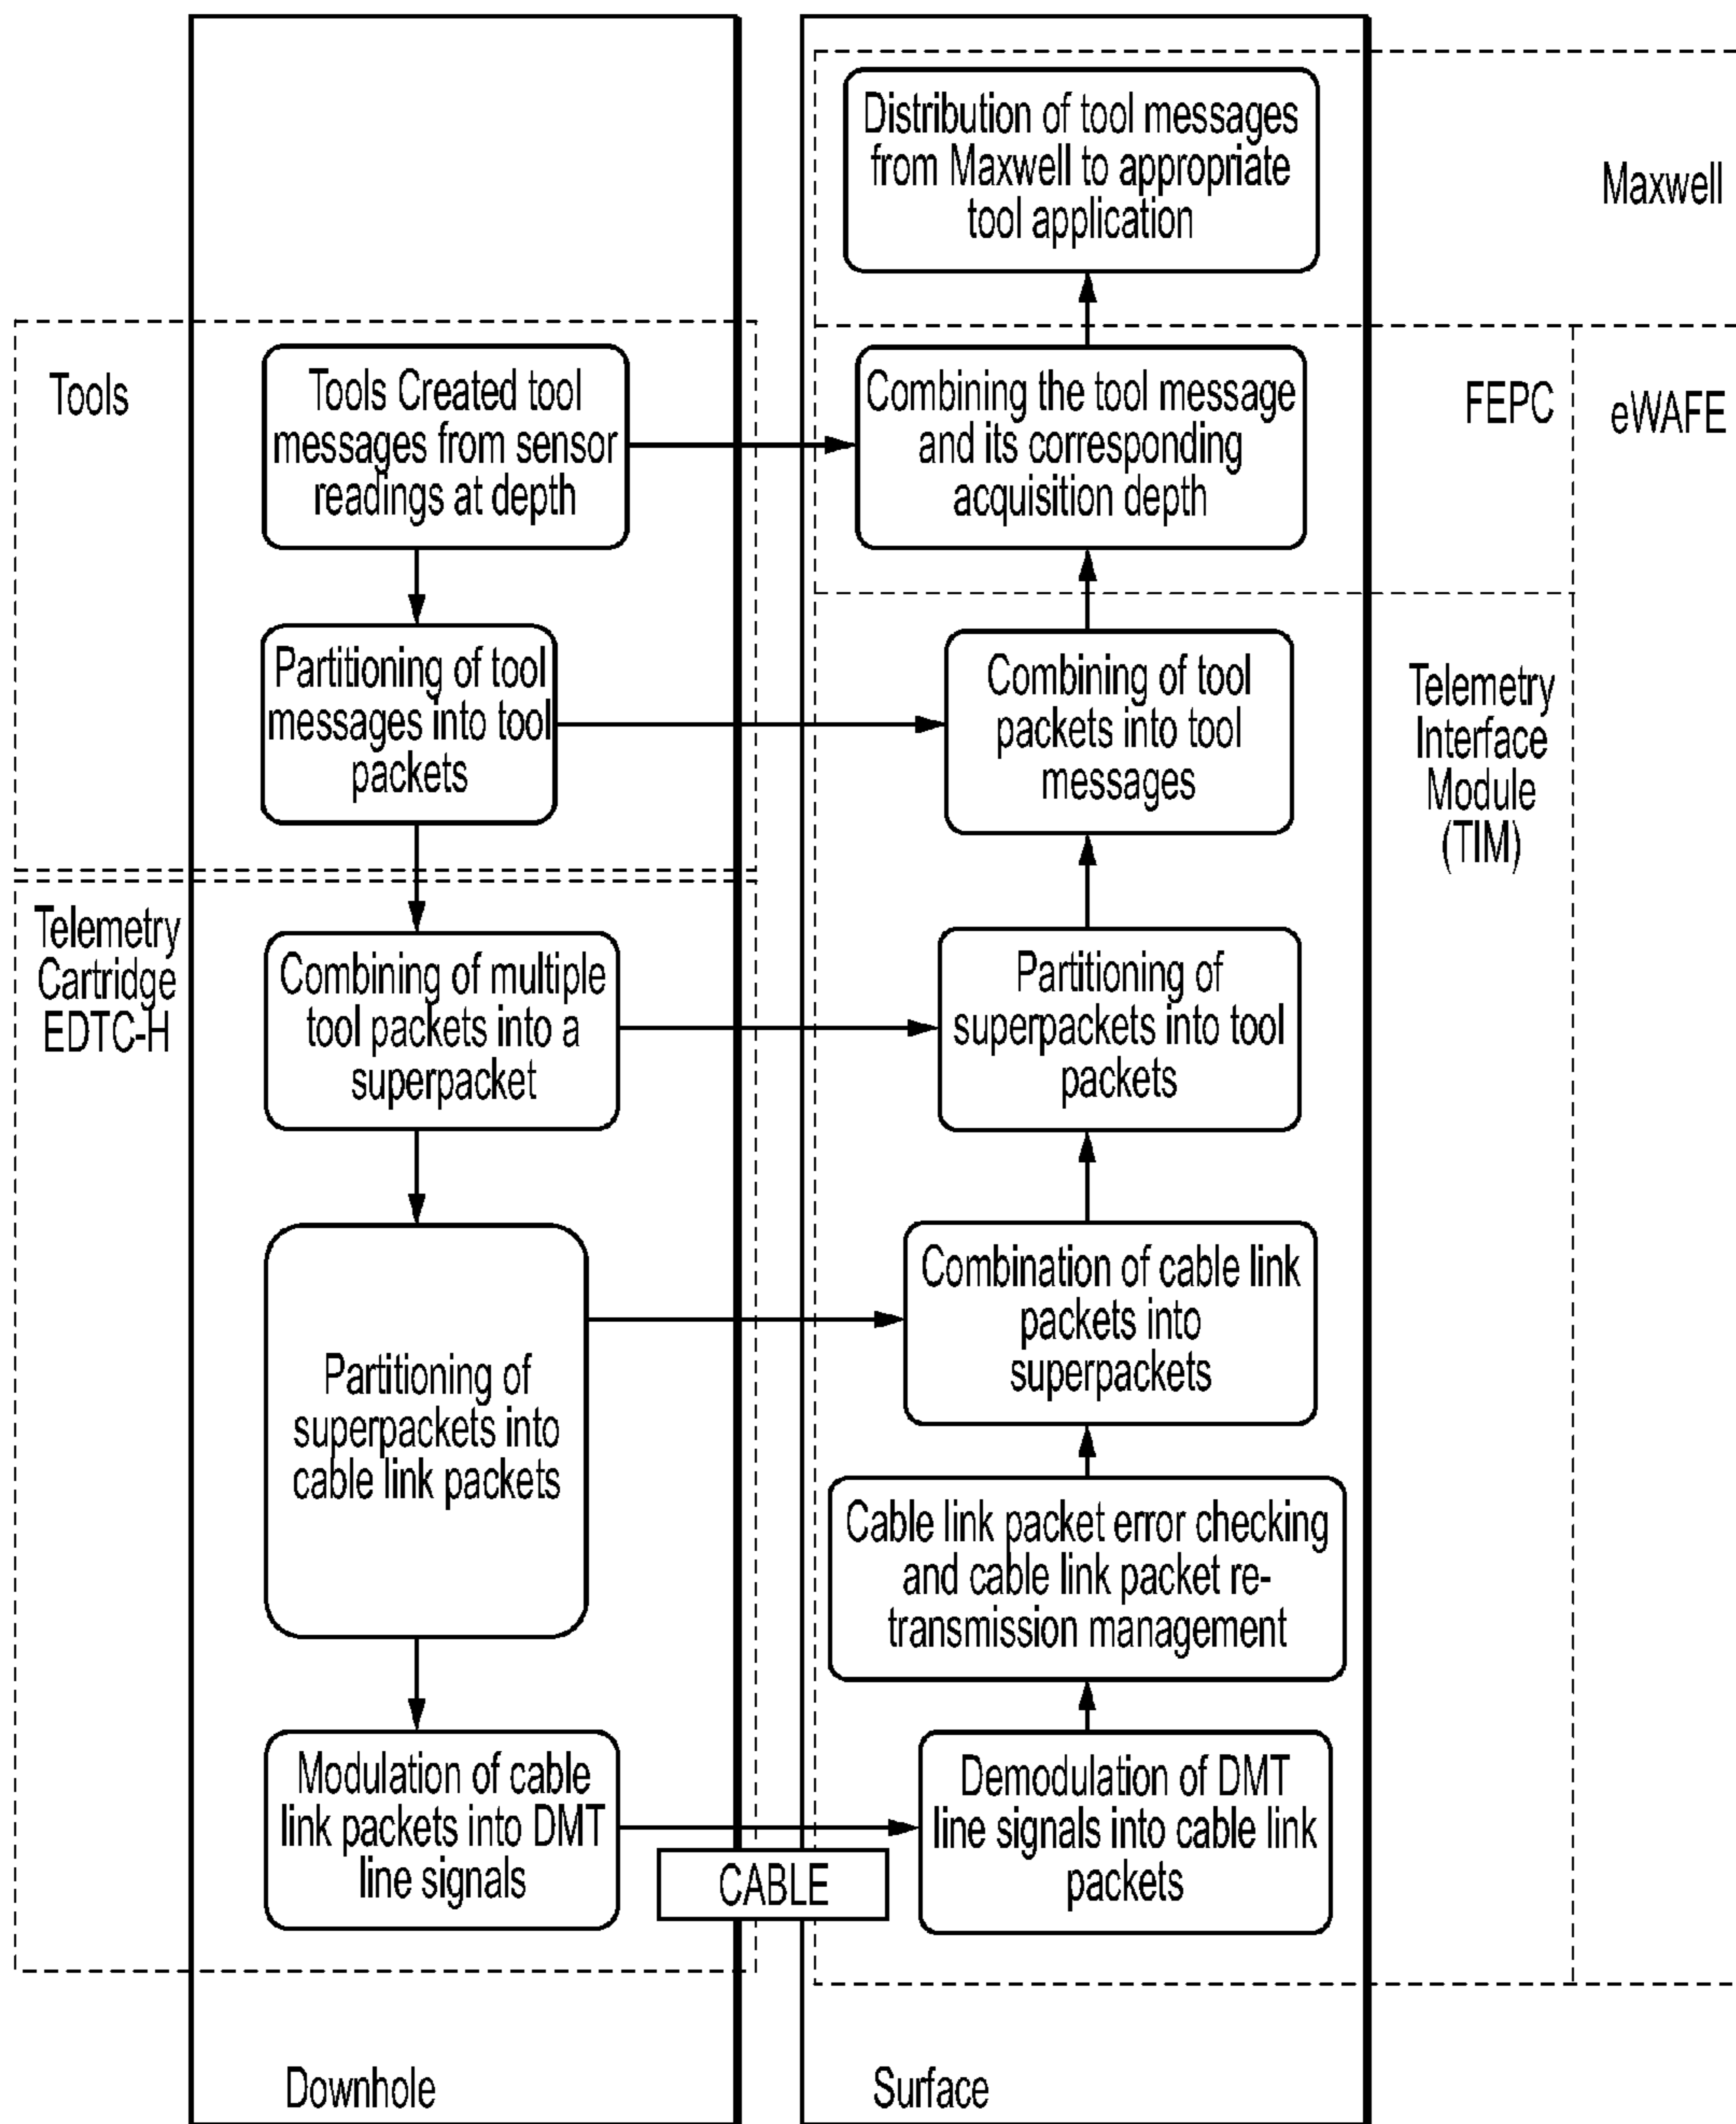 Distribution of tool messages
from Maxwell to appropriate
tool application
Maxwell
Tools
Tools Created tool
messages from sensor
readings at depth
Combining the tool message
and its corresponding
acquisition depth
FEPC
eWAFE
Partitioning of tool
messages into tool
packets
Combining of tool
packets into tool
messages
Telemetry
Interface
Module
(TIM)
Telemetry
Cartridge
EDTC-H
Combining of multiple
tool packets into a
superpacket
Partitioning of
superpackets into tool
packets
Partitioning of
superpackets into
cable link packets
Combination of cable link
packets into
superpackets
Cable link packet error checking
and cable link packet re-
transmission management
Modulation of cable
link packets into DMT
line signals
CABLE
Demodulation of DMT
line signals into cable link
packets
Downhole
Surface